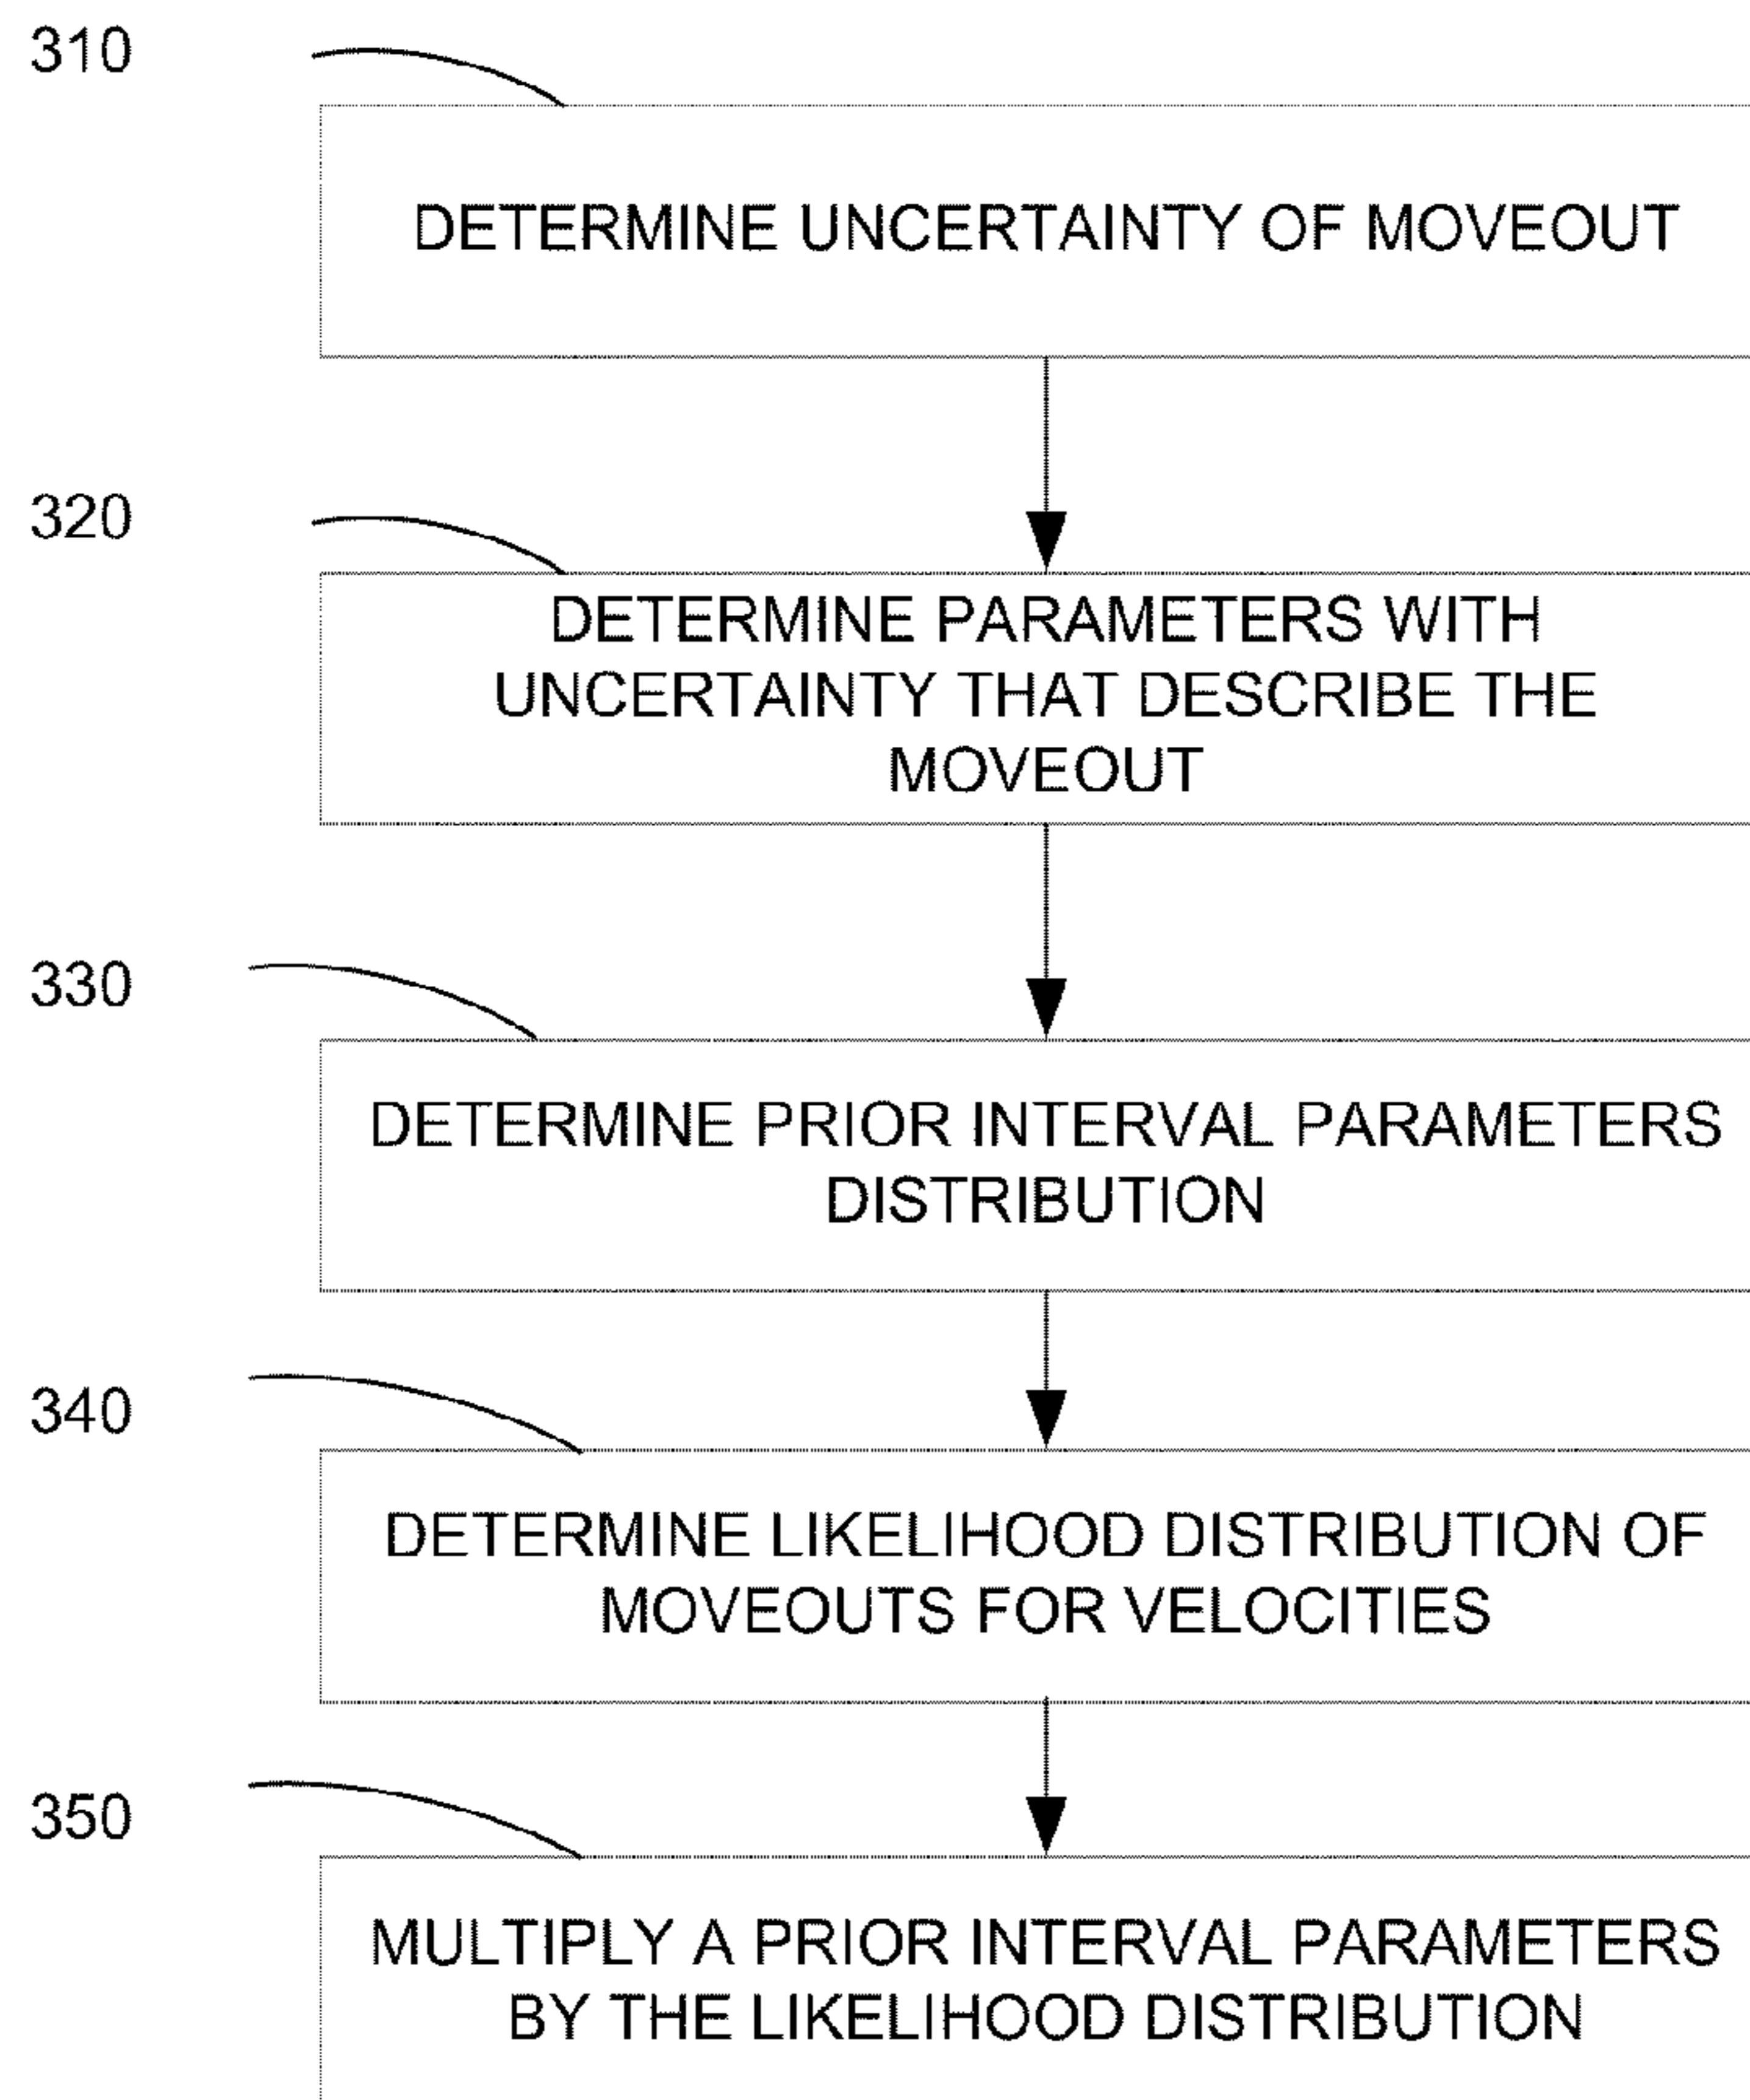 310
DETERMINE UNCERTAINTY OF MOVEOUT
320
DETERMINE PARAMETERS WITH
UNCERTAINTY THAT DESCRIBE THE
MOVEOUT
330
DETERMINE PRIOR INTERVAL PARAMETERS
DISTRIBUTION
340
DETERMINE LIKELIHOOD DISTRIBUTION OF
MOVEOUTS FOR VELOCITIES
350
MULTIPLY A PRIOR INTERVAL PARAMETERS
BY THE LIKELIHOOD DISTRIBUTION